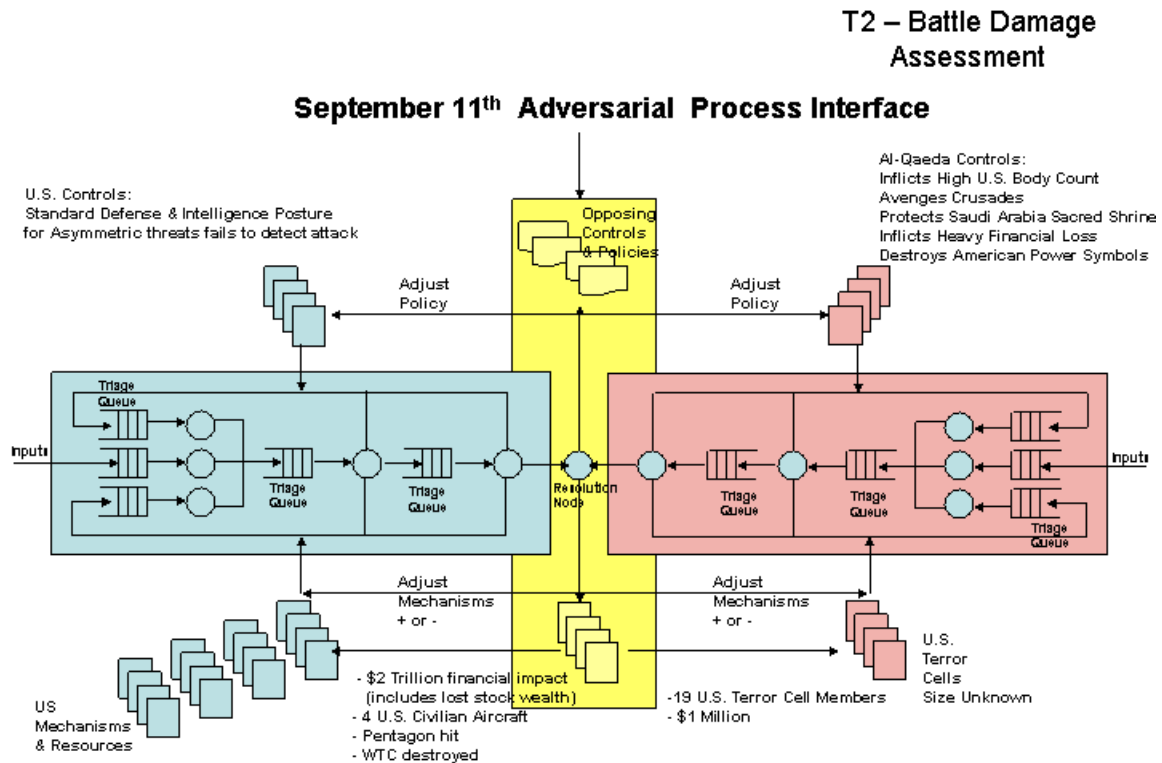 T2 – Battle Damage
Assessment
September 11th Adversarial Process Interface
U.S. Controls:
Standard Defense & Intelligence Posture
for Asymmetric threats fails to detect attack
Opposing
Controls
& Policies
Al-Qaeda Controls:
Inflicts High U.S. Body Count
Avenges Crusades
Protects Saudi Arabia Sacred Shrine
Inflicts Heavy Financial Loss
Destroys American Power Symbols
Adjust
Policy
Adjust
Policy
Triage
Queue
Inputs
Triage
Queue
Triage
Queue
Resolution
Node
Triage
Queue
Triage
Queue
Triage
Queue
Inputs
Adjust
Mechanisms
+ or -
Adjust
Mechanisms
+ or -
US
Mechanisms
& Resources
- $2 Trillion financial impact
(includes lost stock wealth)
- 4 U.S. Civilian Aircraft
- Pentagon hit
- WTC destroyed
-19 U.S. Terror Cell Members
- $1 Million
U.S.
Terror
Cells
Size Unknown